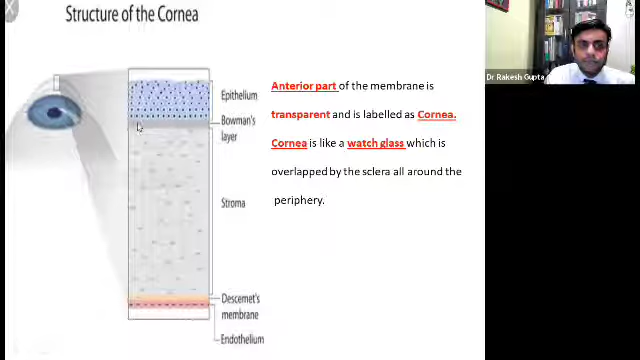 Structure of the Cornea
Epithelium
Bowman's
layer
Stroma
Descemet's
membrane
Endothelium
Anterior part of the membrane is
transparent and is labelled as Cornea.
Cornea is like a watch glass which is
overlapped by the sclera all around the
periphery.
Dr Rakesh Gupta